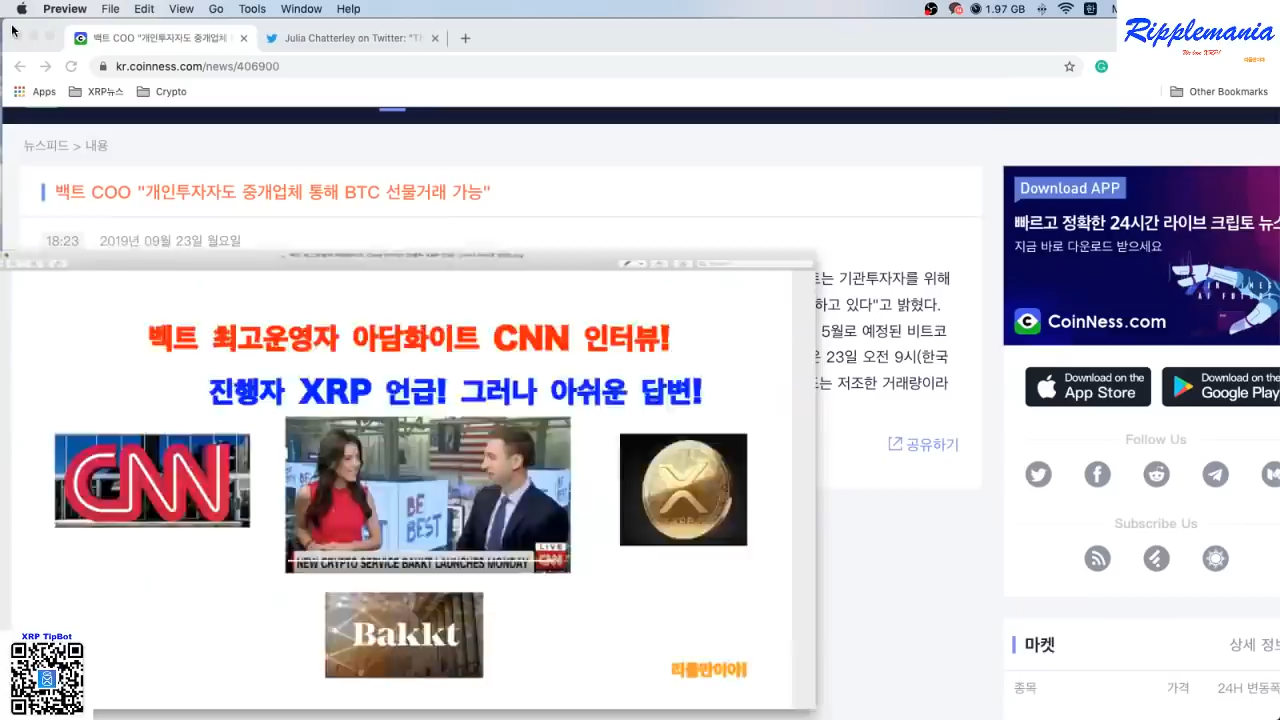 Preview File Edit View Go Tools Window Help
1.97 GB
한
Ripplemania
리플만이야
백트 COO "개인투자자도 중개업체
Julia Chatterley on Twitter: "Th
kr.coinness.com/news/406900
Apps XRP뉴스 Crypto
Other Bookmarks
뉴스피드 > 내용
백트 COO "개인투자자도 중개업체 통해 BTC 선물거래 가능"
18:23 2019년 09월 23일 월요일
트는 기관투자자를 위해
하고 있다"고 밝혔다.
5월로 예정된 비트코
은 23일 오전 9시(한국
드는 저조한 거래량이라
공유하기
벡트 최고운영자 아담화이트 CNN 인터뷰!
진행자 XRP 언급! 그러나 아쉬운 답변!
CNN
BE
BEST
LIVE
NEW CRYPTO SERVICE BAKKT LAUNCHES MONDAY
CNN
Bakkt
리플만이야!
XRP TipBot
Download APP
빠르고 정확한 24시간 라이브 크립토 뉴스
지금 바로 다운로드 받으세요
CoinNess.com
Download on the
App Store
Download on the
Google Play
Follow Us
Subscribe Us
마켓
상세 정보
종목 가격 24H 변동폭